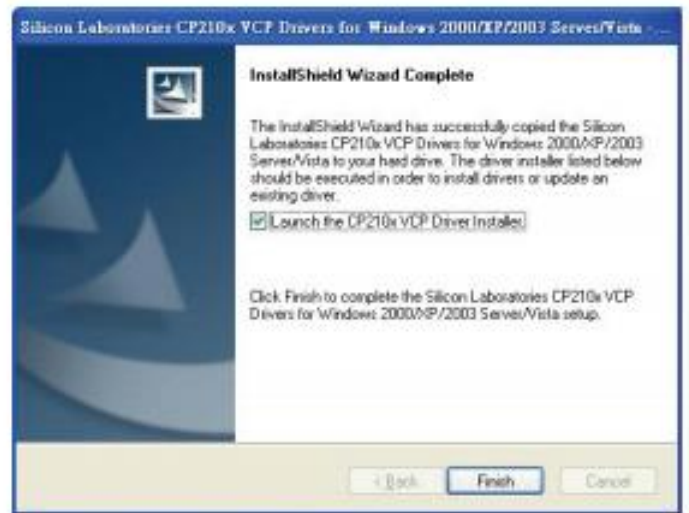 Silicon Laboratories CP210x VCP Drivers for Windows 2000/XP/2003 Server/Vista - ...
InstallShield Wizard Complete
The InstallShield Wizard has successfully copied the Silicon
Laboratories CP210x VCP Drivers for Windows 2000/XP/2003
Server/Vista to your hard drive. The driver installer listed below
should be executed in order to install drivers or update an
existing driver.
Launch the CP210x VCP Driver Installer.
Click Finish to complete the Silicon Laboratories CP210x VCP
Drivers for Windows 2000/XP/2003 Server/Vista setup.
< Back
Finish
Cancel